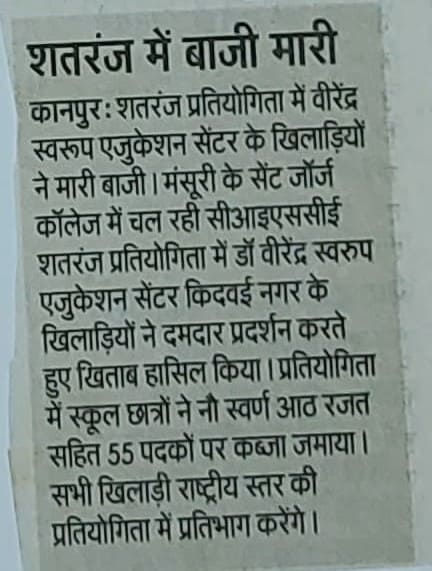 शतरंज में बाजी मारी
कानपुर: शतरंज प्रतियोगिता में वीरेंद्र
स्वरूप एजुकेशन सेंटर के खिलाड़ियों
ने मारी बाजी। मंसूरी के सेंट जॉर्ज
कॉलेज में चल रही सीआइएससीई
शतरंज प्रतियोगिता में डॉ वीरेंद्र स्वरुप
एजुकेशन सेंटर किदवई नगर के
खिलाड़ियों ने दमदार प्रदर्शन करते
हुए खिताब हासिल किया। प्रतियोगिता
में स्कूल छात्रों ने नौ स्वर्ण आठ रजत
सहित 55 पदकों पर कब्जा जमाया।
सभी खिलाड़ी राष्ट्रीय स्तर की
प्रतियोगिता में प्रतिभाग करेंगे।